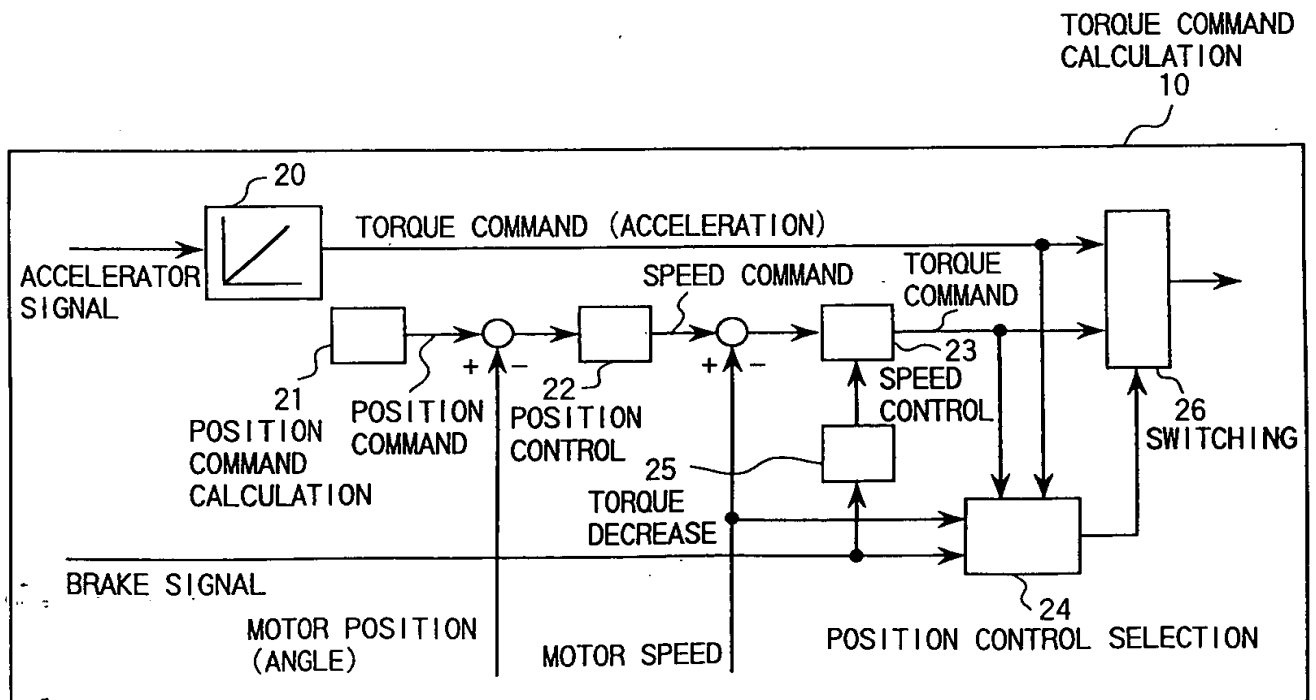 TORQUE COMMAND
CALCULATION
10
20
TORQUE COMMAND (ACCELERATION)
ACCELERATOR
SIGNAL
SPEED COMMAND
TORQUE
COMMAND
+ −
+ −
21
POSITION
COMMAND
CALCULATION
POSITION
COMMAND
22
POSITION
CONTROL
23
SPEED
CONTROL
26
SWITCHING
25
TORQUE
DECREASE
BRAKE SIGNAL
24
POSITION CONTROL SELECTION
MOTOR POSITION
(ANGLE)
MOTOR SPEED